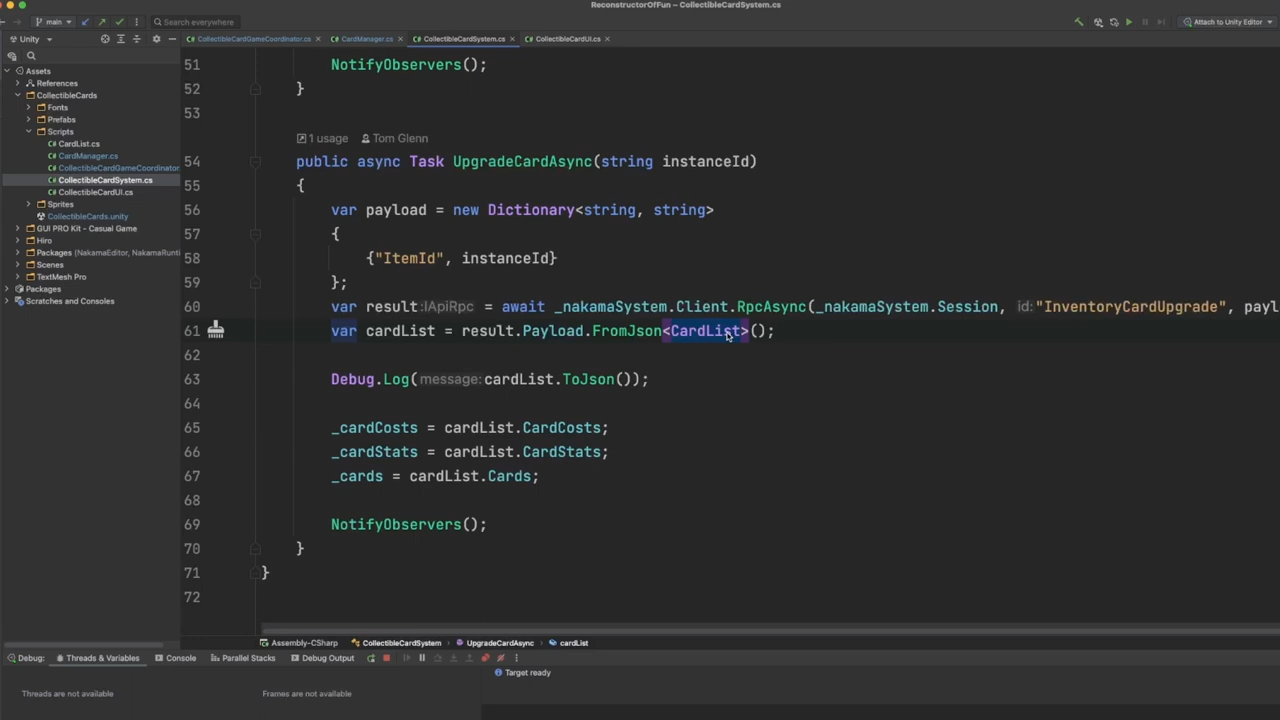 ReconstructorOfFun – CollectibleCardSystem.cs
main
Search everywhere
Attach to Unity Editor
Unity
CollectibleCardGameCoordinator.cs
CardManager.cs
CollectibleCardSystem.cs
CollectibleCardUI.cs
Assets
References
CollectibleCards
Fonts
Prefabs
Scripts
CardList.cs
CardManager.cs
CollectibleCardGameCoordinator
CollectibleCardSystem.cs
CollectibleCardUI.cs
Sprites
CollectibleCards.unity
GUI PRO Kit - Casual Game
Hiro
Packages (NakamaEditor, NakamaRunti
Scenes
TextMesh Pro
Packages
Scratches and Consoles
51 NotifyObservers();
52 }
53
1 usage Tom Glenn
54 public async Task UpgradeCardAsync(string instanceId)
55 {
56 var payload = new Dictionary<string, string>
57 {
58 {"ItemId", instanceId}
59 };
60 var result :IApiRpc = await _nakamaSystem.Client.RpcAsync(_nakamaSystem.Session, id: "InventoryCardUpgrade", payl
61 var cardList = result.Payload.FromJson<CardList>();
62
63 Debug.Log( message: cardList.ToJson());
64
65 _cardCosts = cardList.CardCosts;
66 _cardStats = cardList.CardStats;
67 _cards = cardList.Cards;
68
69 NotifyObservers();
70 }
71 }
72
Assembly-CSharp CollectibleCardSystem UpgradeCardAsync cardList
Debug: Threads & Variables Console Parallel Stacks Debug Output
Target ready
Threads are not available
Frames are not available